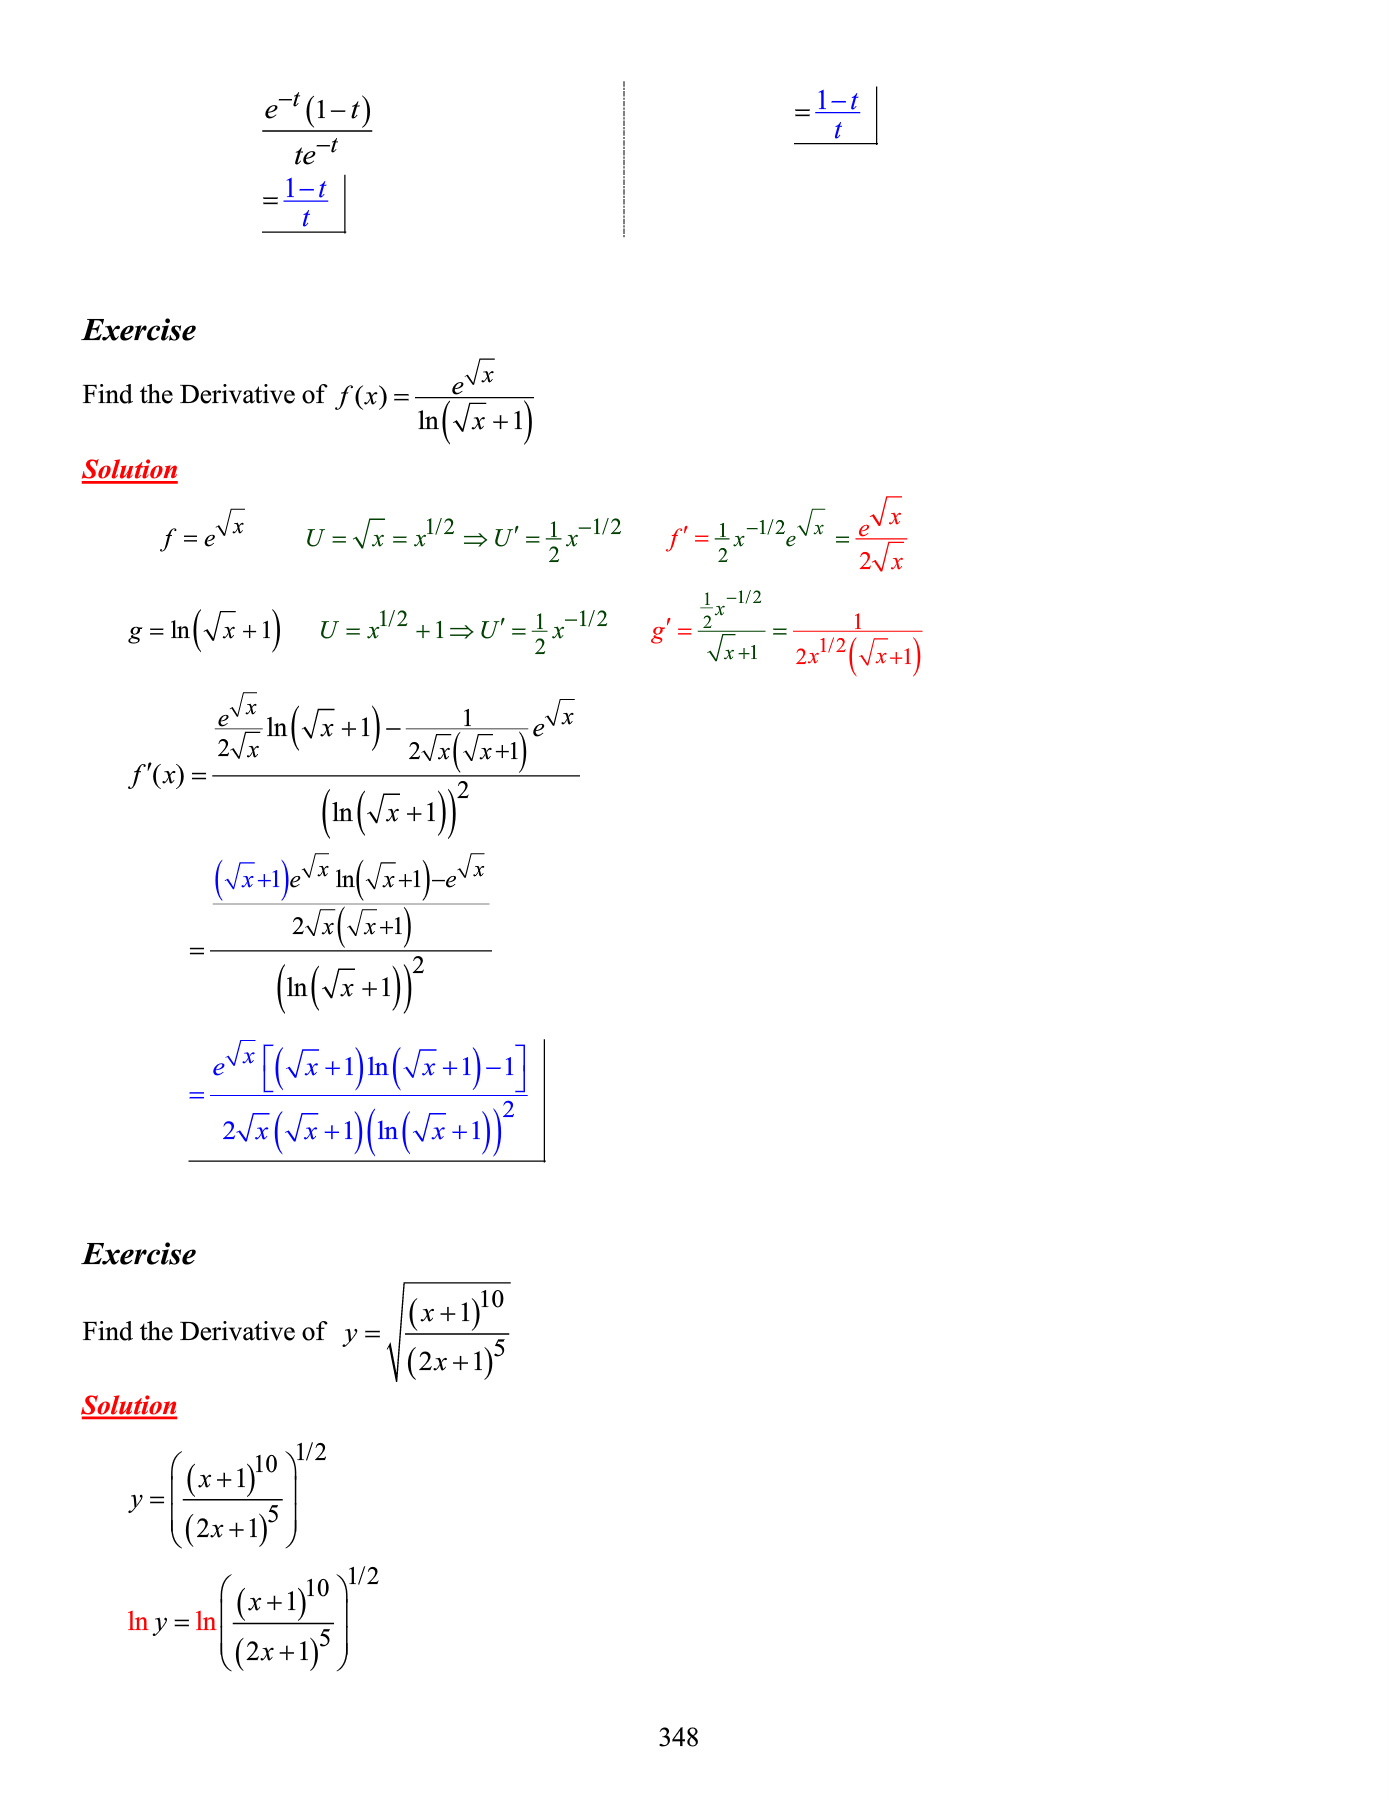 $\frac{e^{-t}(1-t)}{te^{-t}}$
$=\frac{1-t}{t}$
$=\frac{1-t}{t}$
Exercise
Find the Derivative of $f(x)=\frac{e^{\sqrt{x}}}{\ln(\sqrt{x}+1)}$
Solution
$f=e^{\sqrt{x}}$ $U=\sqrt{x}=x^{1/2}\Rightarrow U'=\frac{1}{2}x^{-1/2}$ $f'=\frac{1}{2}x^{-1/2}e^{\sqrt{x}}=\frac{e^{\sqrt{x}}}{2\sqrt{x}}$
$g=\ln(\sqrt{x}+1)$ $U=x^{1/2}+1\Rightarrow U'=\frac{1}{2}x^{-1/2}$ $g'=\frac{\frac{1}{2}x^{-1/2}}{\sqrt{x}+1}=\frac{1}{2x^{1/2}(\sqrt{x}+1)}$
$f'(x)=\frac{\frac{e^{\sqrt{x}}}{2\sqrt{x}}\ln(\sqrt{x}+1)-\frac{1}{2\sqrt{x}(\sqrt{x}+1)}e^{\sqrt{x}}}{(\ln(\sqrt{x}+1))^2}$
$=\frac{\frac{(\sqrt{x}+1)e^{\sqrt{x}}\ln(\sqrt{x}+1)-e^{\sqrt{x}}}{2\sqrt{x}(\sqrt{x}+1)}}{(\ln(\sqrt{x}+1))^2}$
$=\frac{e^{\sqrt{x}}[(\sqrt{x}+1)\ln(\sqrt{x}+1)-1]}{2\sqrt{x}(\sqrt{x}+1)(\ln(\sqrt{x}+1))^2}$
Exercise
Find the Derivative of $y=\sqrt{\frac{(x+1)^{10}}{(2x+1)^5}}$
Solution
$y=\left(\frac{(x+1)^{10}}{(2x+1)^5}\right)^{1/2}$
$\ln y=\ln\left(\frac{(x+1)^{10}}{(2x+1)^5}\right)^{1/2}$
348